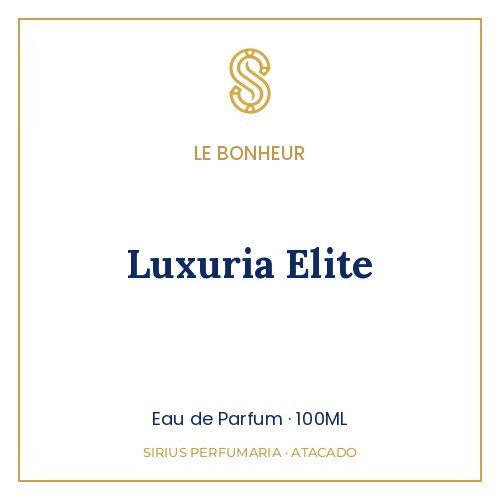 LE BONHEUR
Luxuria Elite
Eau de Parfum · 100ML
SIRIUS PERFUMARIA · ATACADO